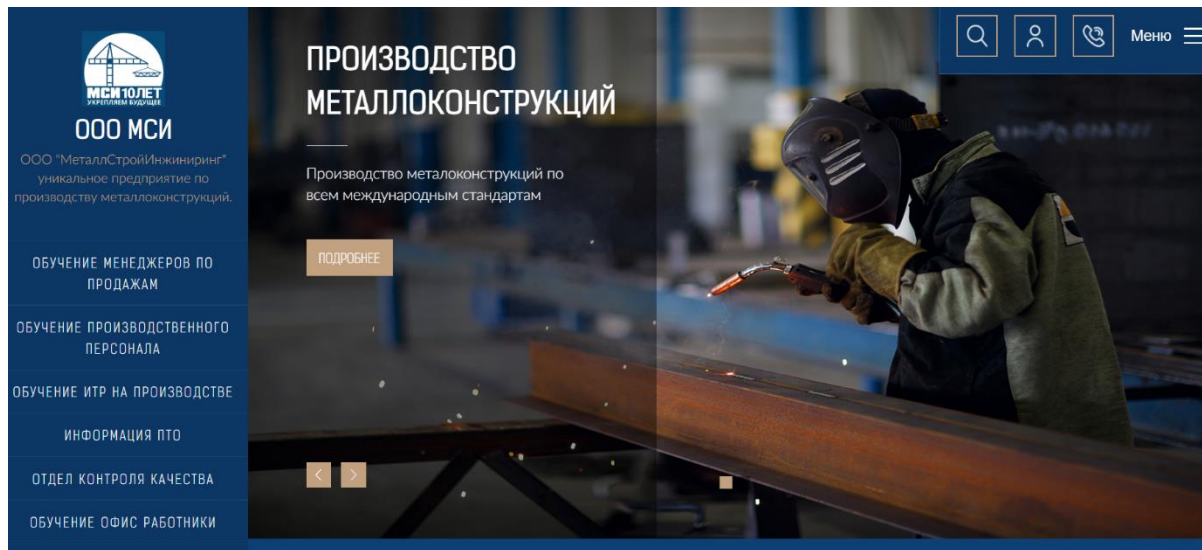 МСИ 10 ЛЕТ
УКРЕПЛЯЕМ БУДУЩЕЕ
ООО МСИ
ООО "МеталлСтройИнжиниринг"
уникальное предприятие по
производству металлоконструкций.
ОБУЧЕНИЕ МЕНЕДЖЕРОВ ПО
ПРОДАЖАМ
ОБУЧЕНИЕ ПРОИЗВОДСТВЕННОГО
ПЕРСОНАЛА
ОБУЧЕНИЕ ИТР НА ПРОИЗВОДСТВЕ
ИНФОРМАЦИЯ ПТО
ОТДЕЛ КОНТРОЛЯ КАЧЕСТВА
ОБУЧЕНИЕ ОФИС РАБОТНИКИ
ПРОИЗВОДСТВО
МЕТАЛЛОКОНСТРУКЦИЙ
Производство металоконструкций по
всем международным стандартам
ПОДРОБНЕЕ
Меню